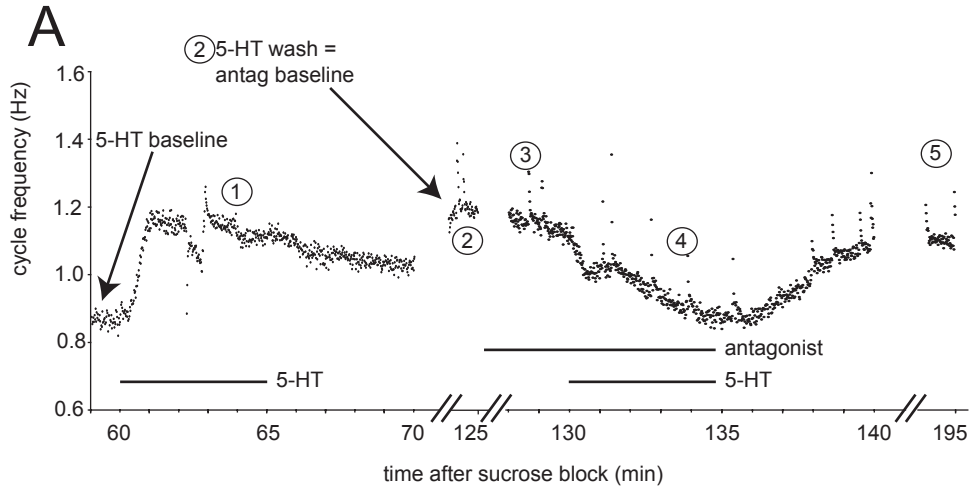 A
② 5-HT wash =
antag baseline
5-HT baseline
1.6
1.4
1.2
1.0
0.8
0.6
cycle frequency (Hz)
①
②
③
④
⑤
antagonist
5-HT
5-HT
60
65
70
125
130
135
140
195
time after sucrose block (min)